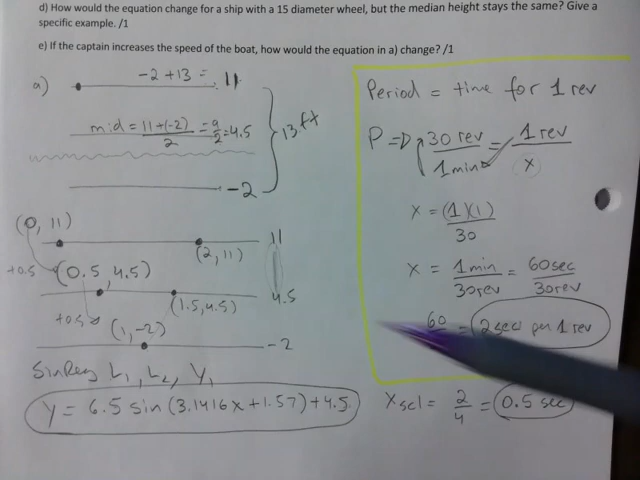 d) How would the equation change for a ship with a 15 diameter wheel, but the median height stays the same? Give a
specific example. /1
e) If the captain increases the speed of the boat, how would the equation in a) change? /1
a)
-2+13 = 11
mid = 11+(-2)/2 = 9/2 = 4.5
13 ft
-2
(0, 11)
11
(2, 11)
+0.5
(0.5, 4.5)
4.5
(1.5, 4.5)
+0.5
(1, -2)
-2
SinReg L1, L2, Y1
Y = 6.5 sin(3.1416x + 1.57) + 4.5
Period = time for 1 rev
P => 30 rev/1 min = 1 rev/x
x = (1)(1)/30
x = 1 min/30 rev = 60 sec/30 rev
60
= 2 sec per 1 rev
Xscl = 2/4 = 0.5 sec